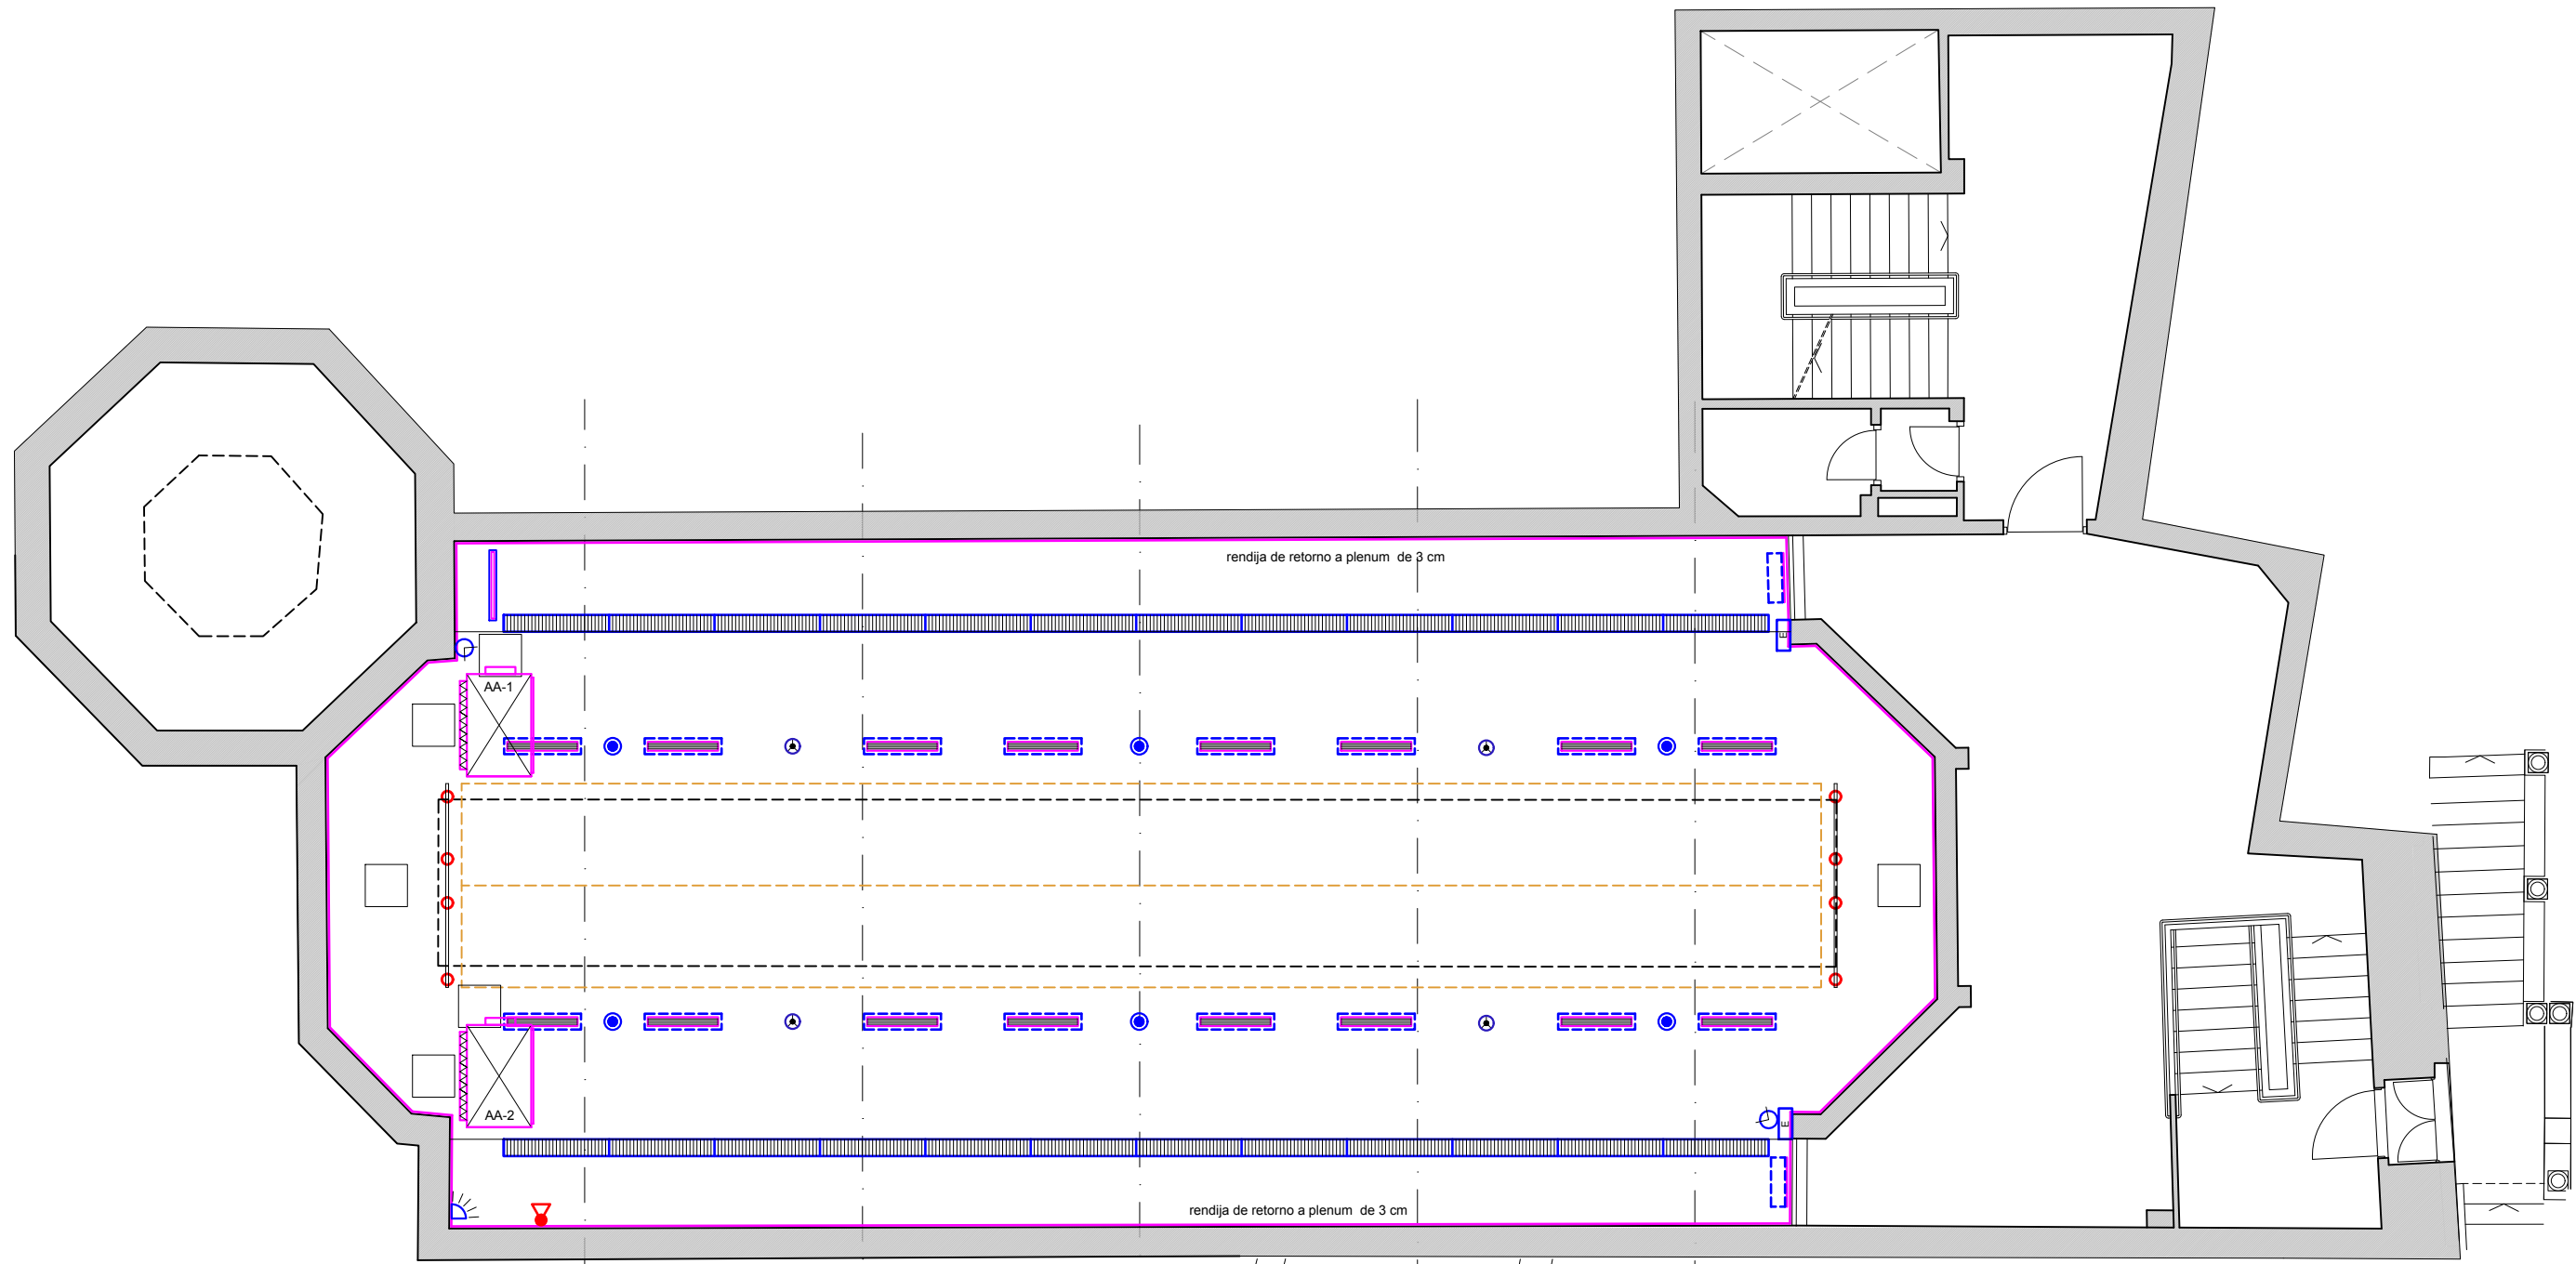 rendija de retorno a plenum  de 3 cm
E
AA-1
AA-2
E
rendija de retorno a plenum  de 3 cm